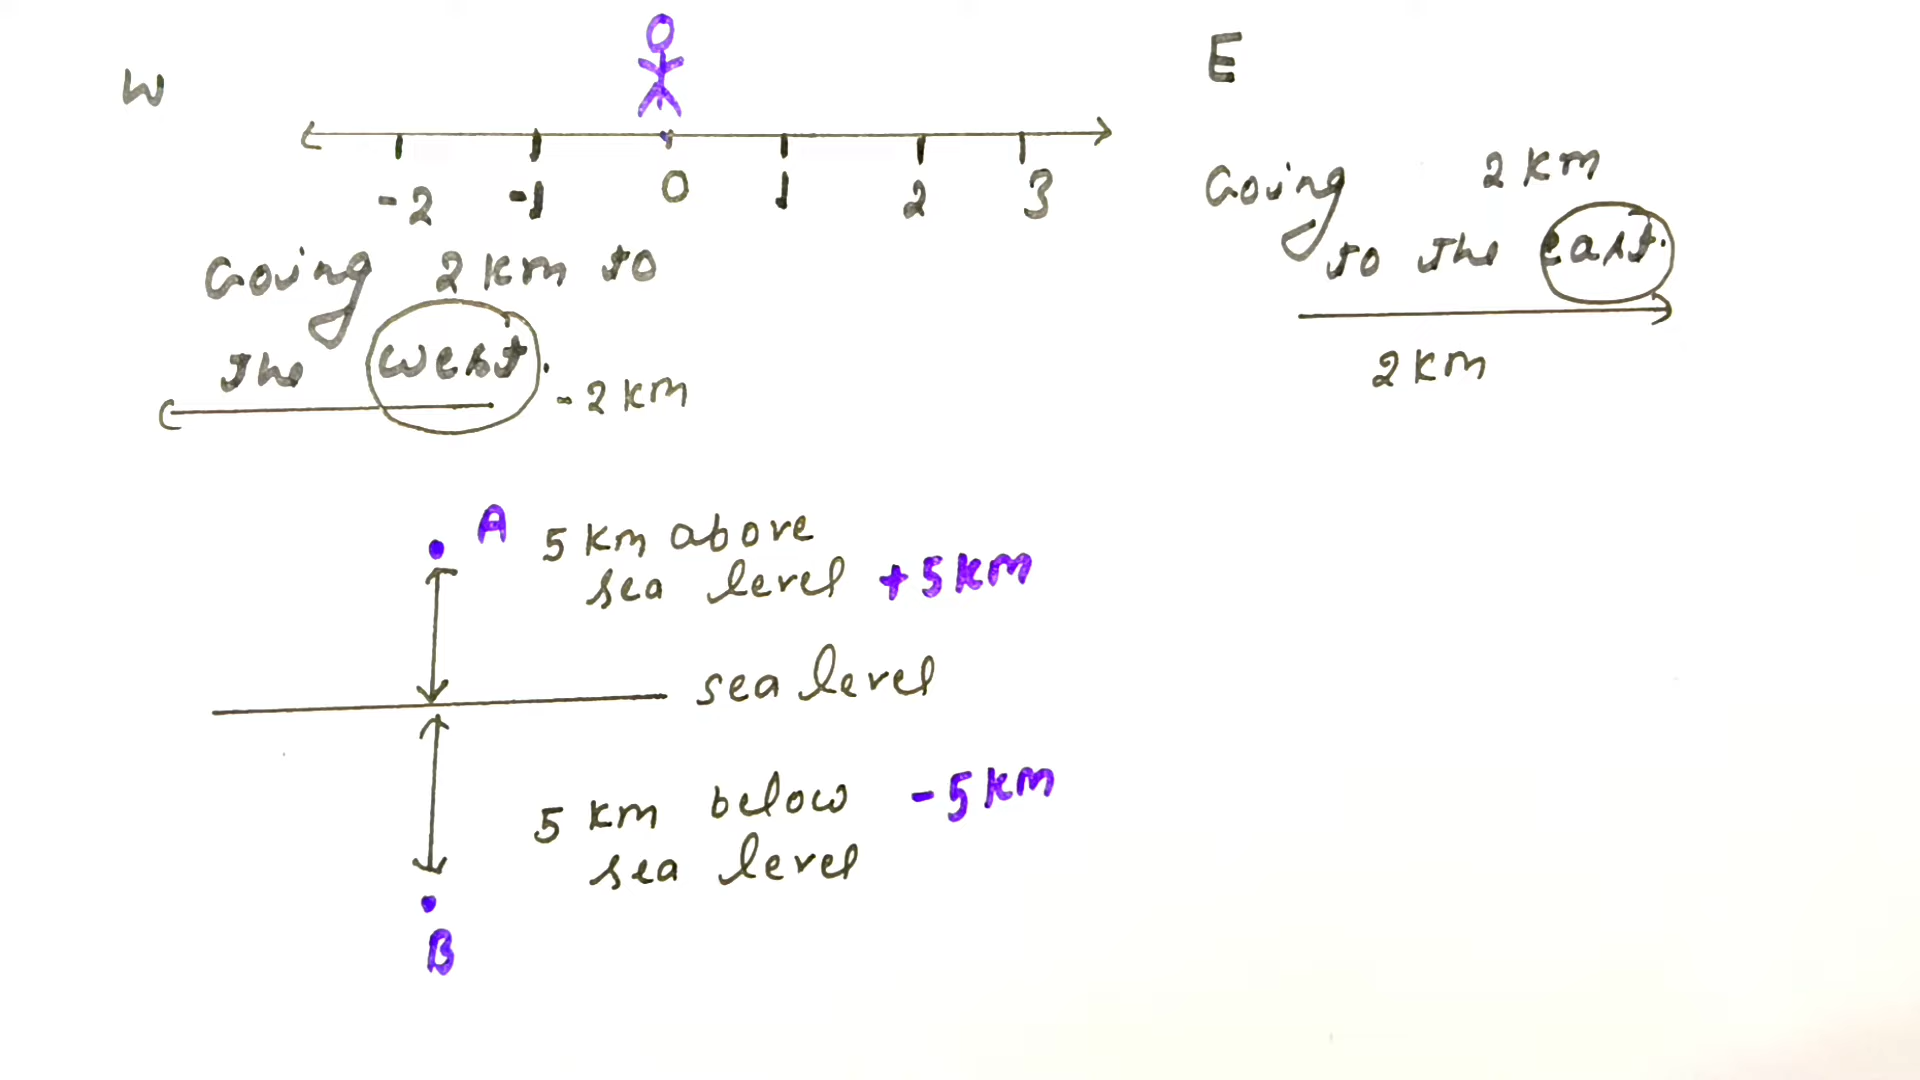 W
E
-2 -1 0 1 2 3
Going 2 km
to the east.
2 km
Going 2 km to
the west.
-2 km
A
5 km above
sea level +5 km
sea level
5 km below -5 km
sea level
B